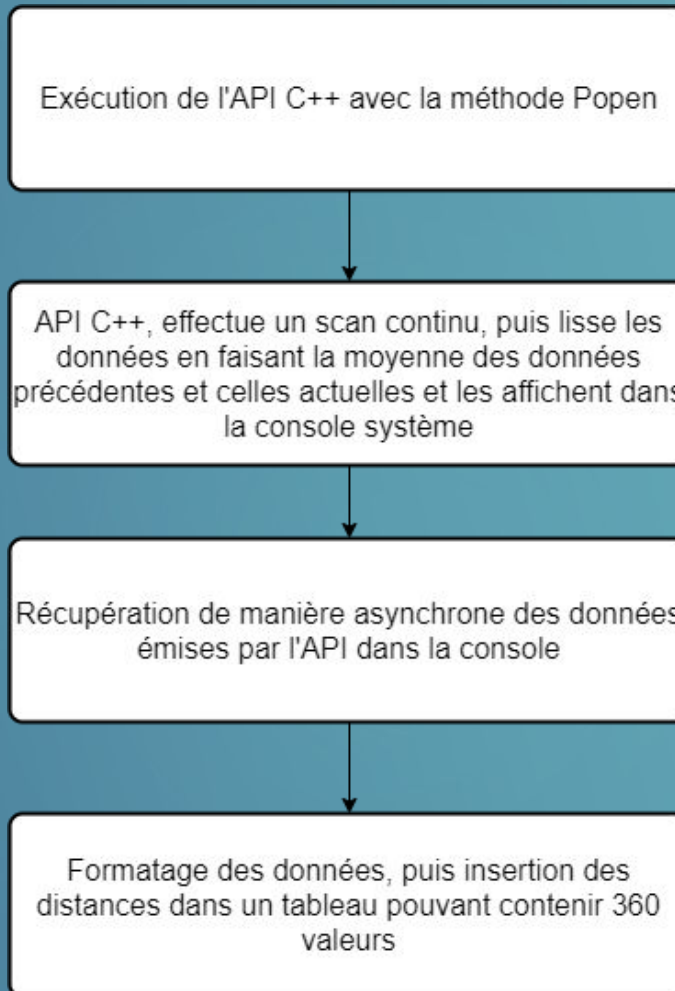 Exécution de l'API C++ avec la méthode Popen
API C++, effectue un scan continu, puis lisse les
données en faisant la moyenne des données
précédentes et celles actuelles et les affichent dans
la console système
Récupération de manière asynchrone des données
émises par l'API dans la console
Formatage des données, puis insertion des
distances dans un tableau pouvant contenir 360
valeurs